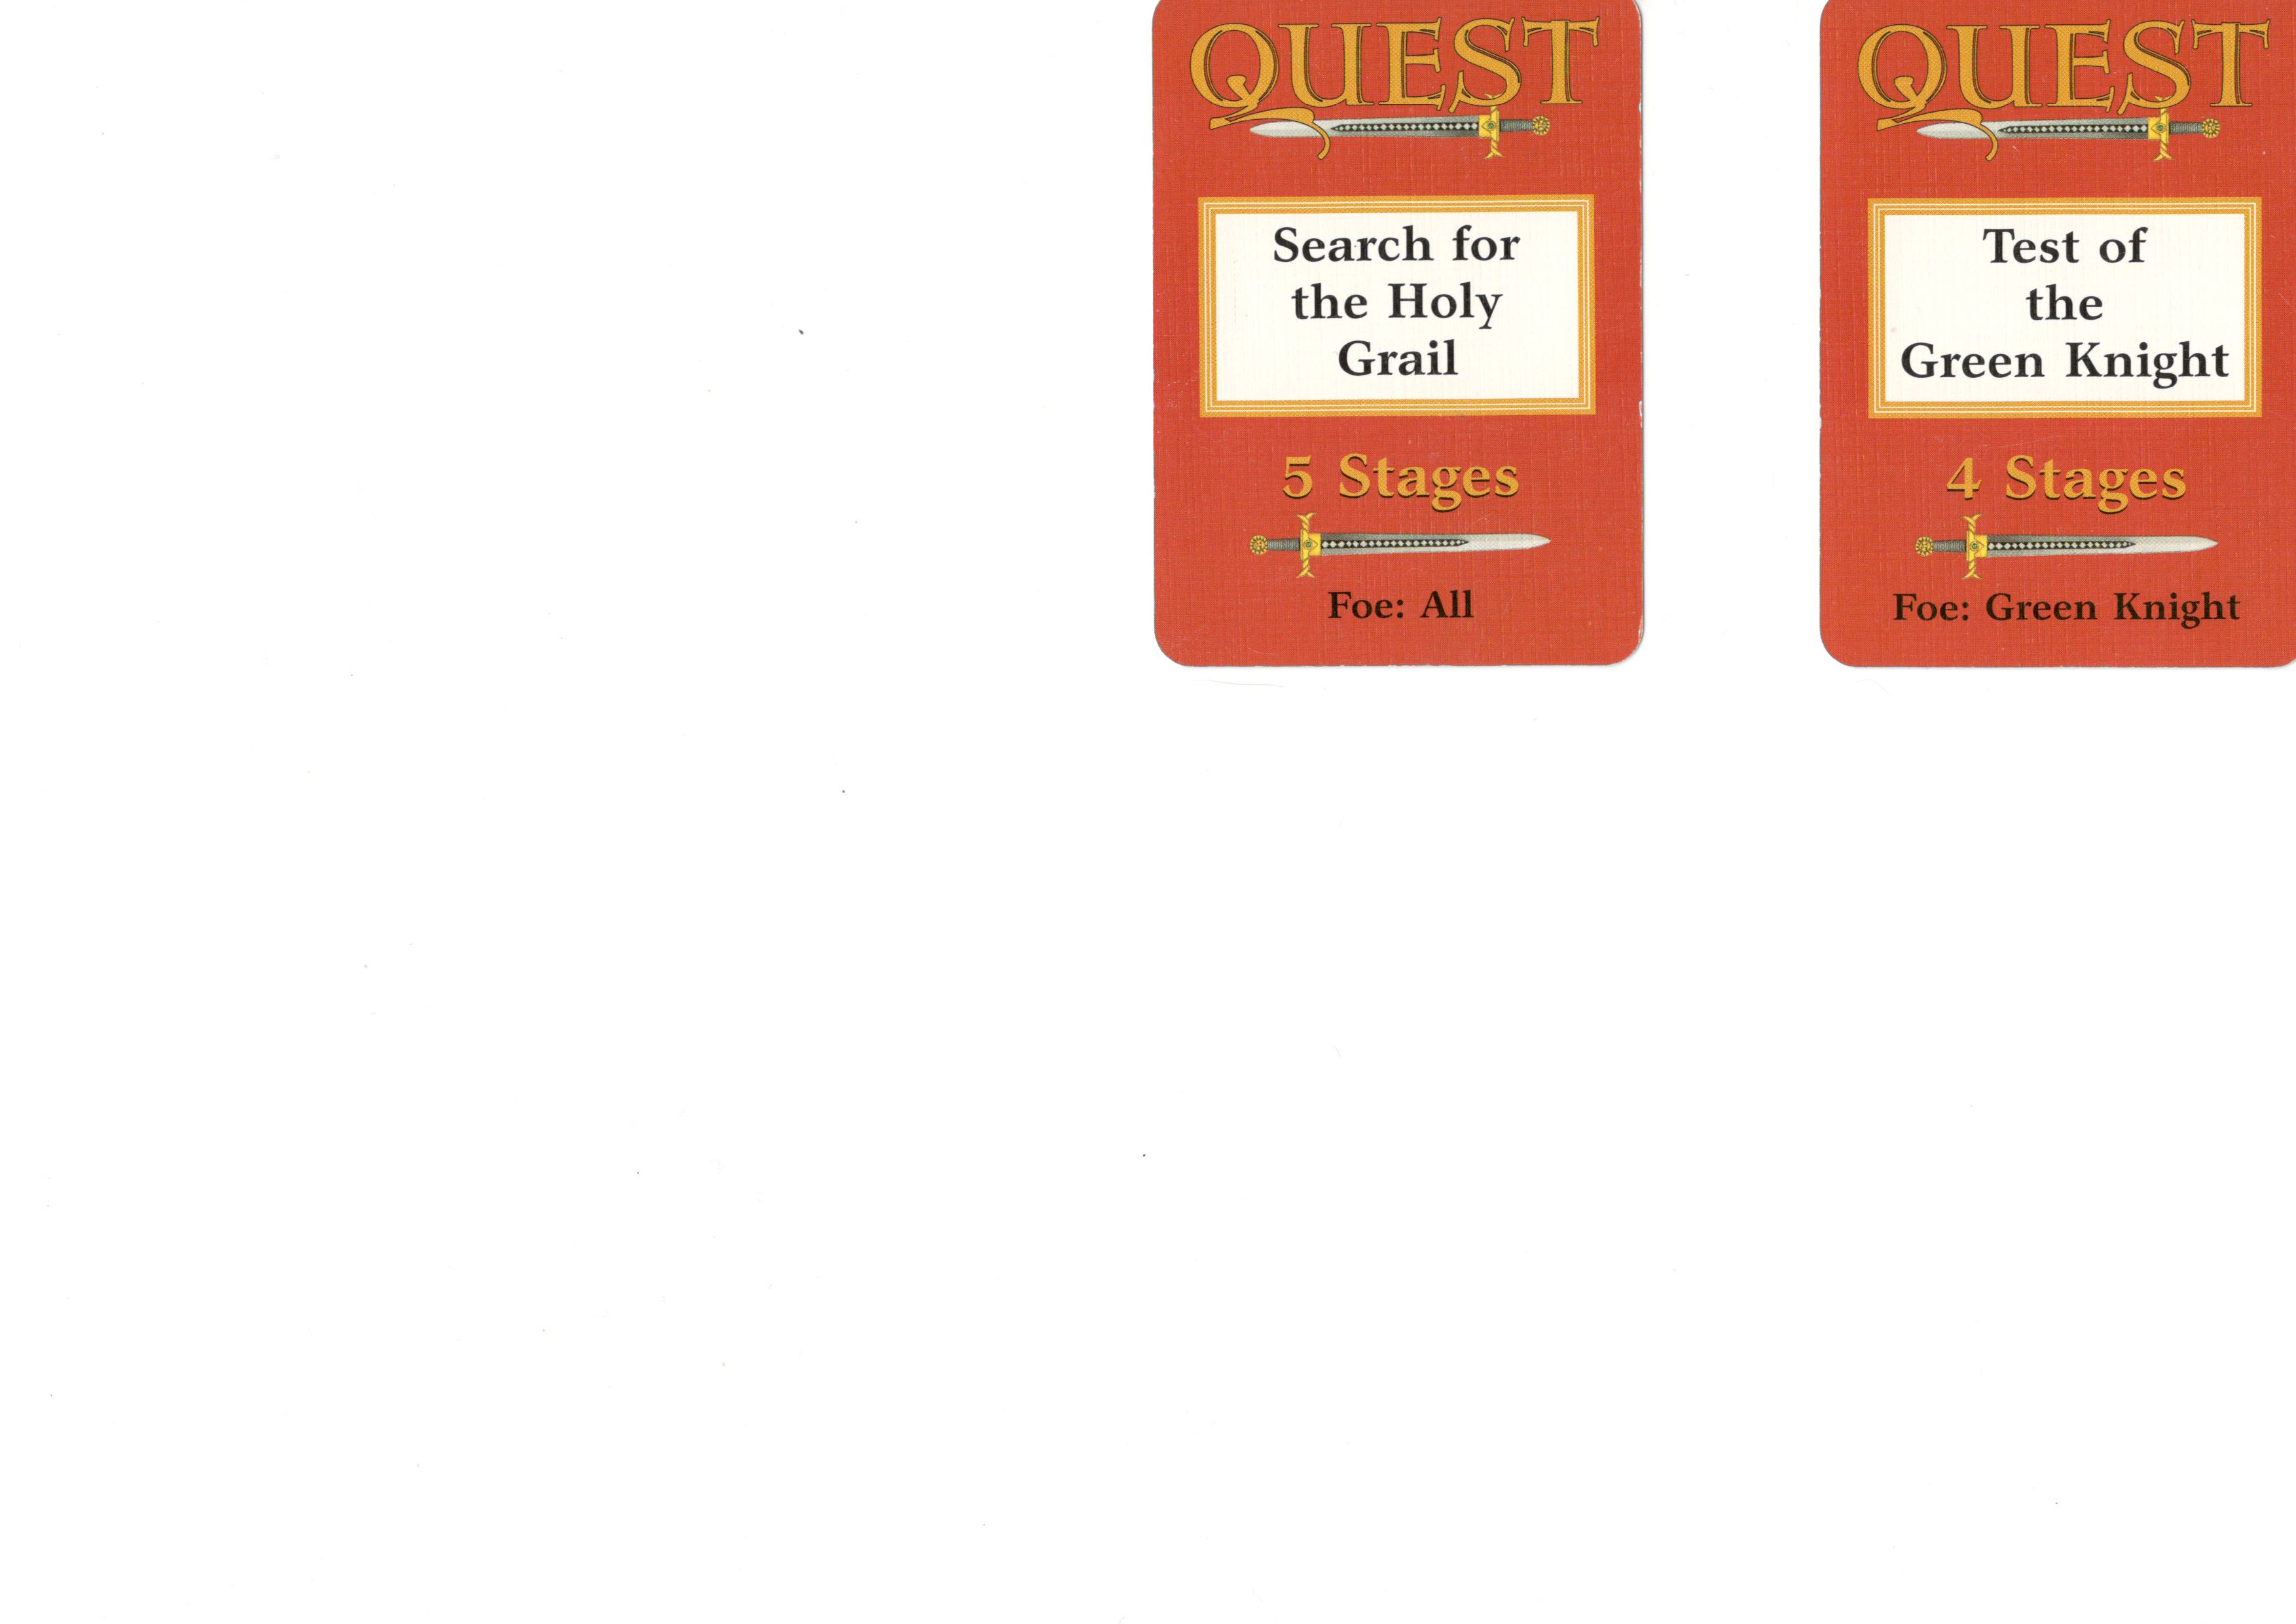 QUEST
Search for
the Holy
Grail
5 Stages
Foe: All
QUEST
Test of
the
Green Knight
4 Stages
Foe: Green Knight